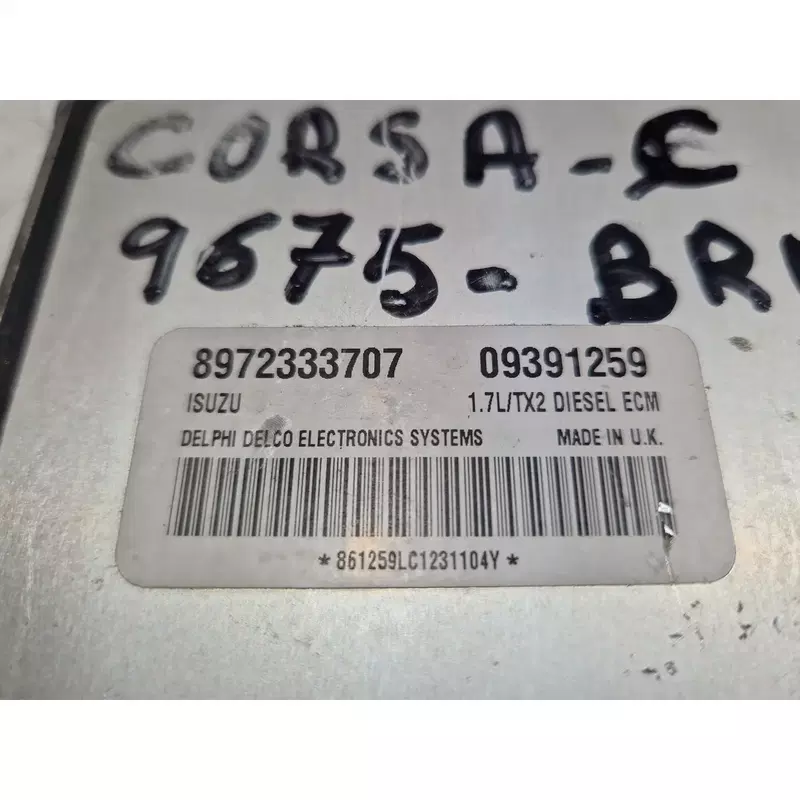 CORSA-C
9675-BR
8972333707 09391259
ISUZU 1.7L/TX2 DIESEL ECM
DELPHI DELCO ELECTRONICS SYSTEMS MADE IN U.K.
*861259LC1231104Y*